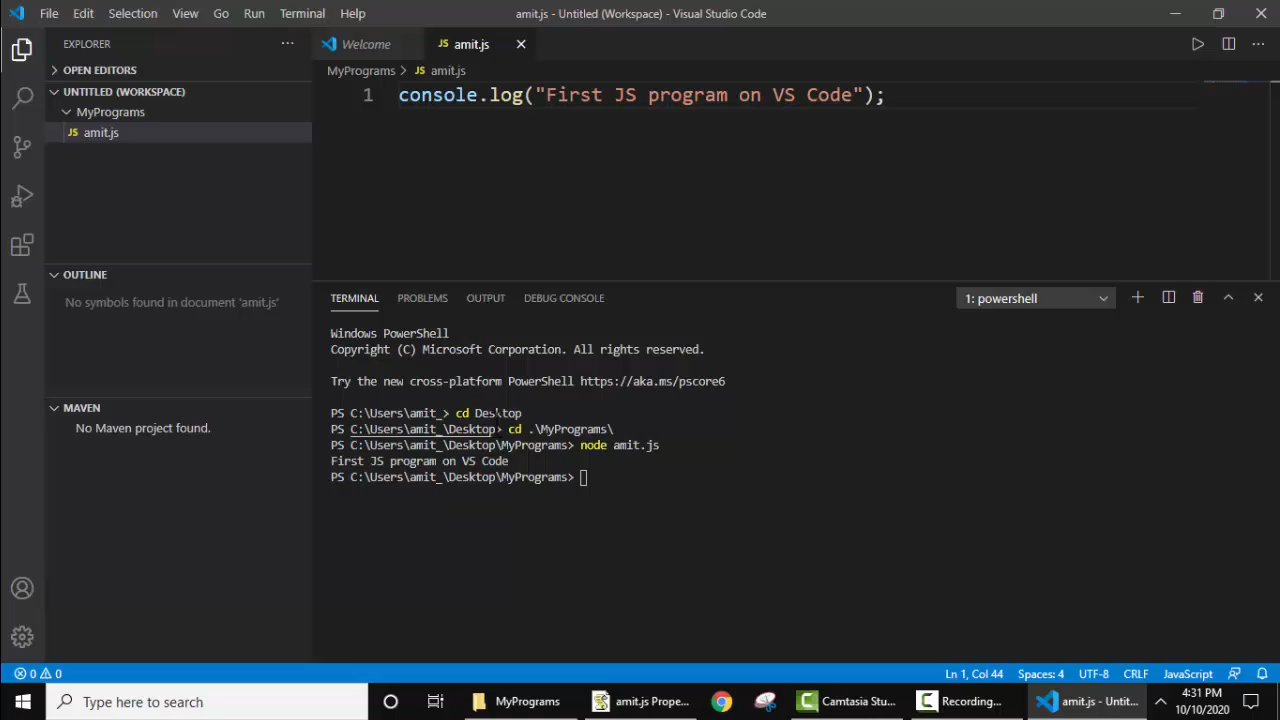 File Edit Selection View Go Run Terminal Help amit.js - Untitled (Workspace) - Visual Studio Code
EXPLORER
OPEN EDITORS
UNTITLED (WORKSPACE)
MyPrograms
JS amit.js
OUTLINE
No symbols found in document 'amit.js'
MAVEN
No Maven project found.
Welcome JS amit.js
MyPrograms > JS amit.js
1 console.log("First JS program on VS Code");
TERMINAL PROBLEMS OUTPUT DEBUG CONSOLE 1: powershell
Windows PowerShell
Copyright (C) Microsoft Corporation. All rights reserved.
Try the new cross-platform PowerShell https://aka.ms/pscore6
PS C:\Users\amit_> cd Desktop
PS C:\Users\amit_\Desktop> cd .\MyPrograms\
PS C:\Users\amit_\Desktop\MyPrograms> node amit.js
First JS program on VS Code
PS C:\Users\amit_\Desktop\MyPrograms>
0 0 Ln 1, Col 44 Spaces: 4 UTF-8 CRLF JavaScript
Type here to search MyPrograms amit.js Prope... Camtasia Stu... Recording... amit.js - Untit... 4:31 PM
10/10/2020